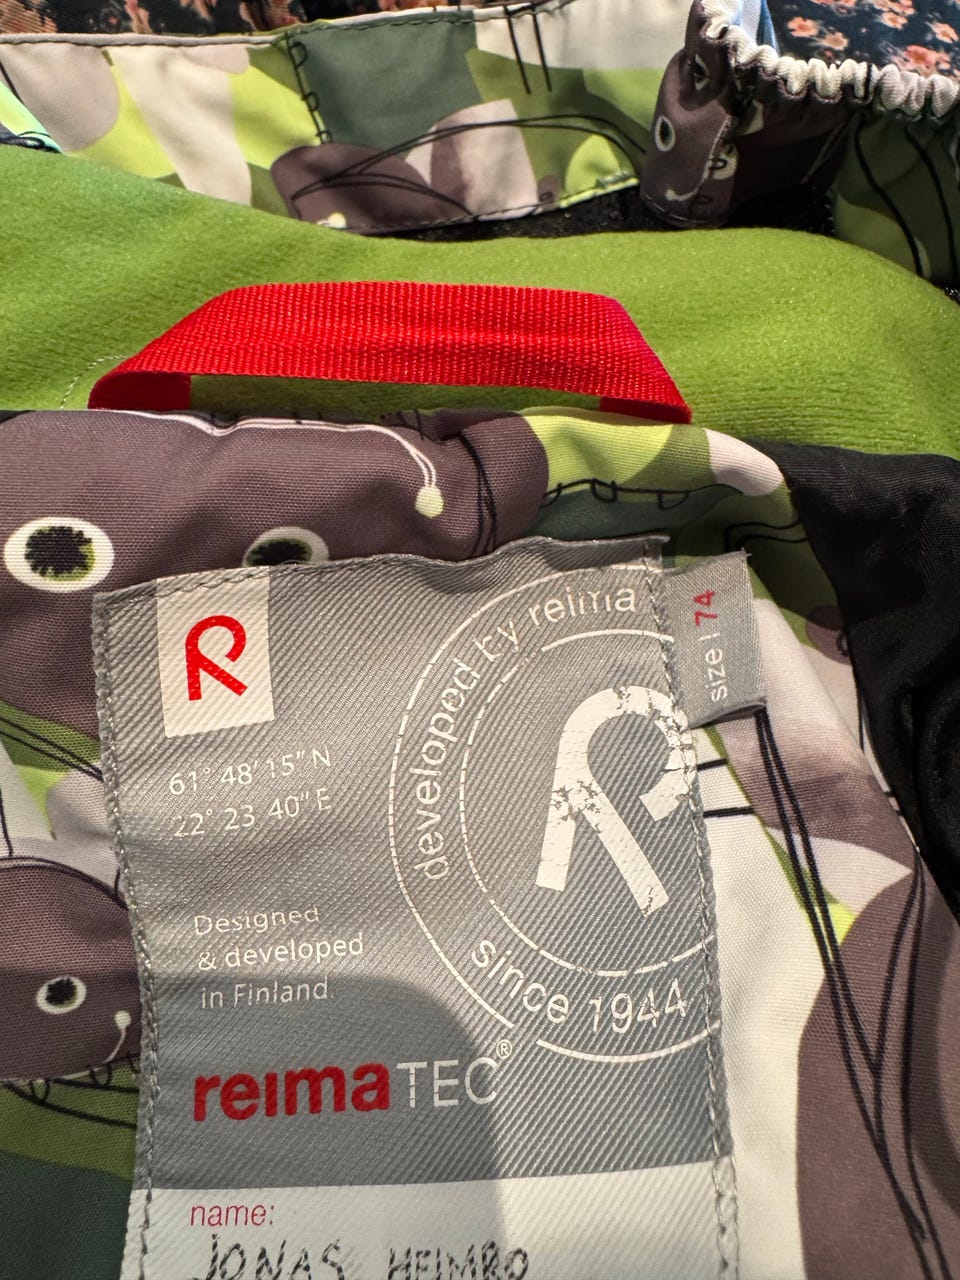 developed by reima
size | 74
61° 48' 15" N
22° 23' 40" E
Designed
& developed
in Finland.
since 1944
reimaTEC®
name:
JONAS